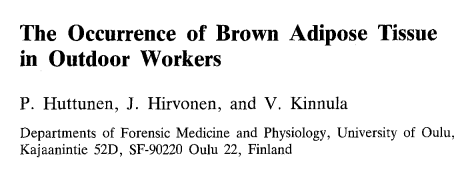 The Occurrence of Brown Adipose Tissue
in Outdoor Workers
P. Huttunen, J. Hirvonen, and V. Kinnula
Departments of Forensic Medicine and Physiology, University of Oulu,
Kajaanintie 52D, SF-90220 Oulu 22, Finland